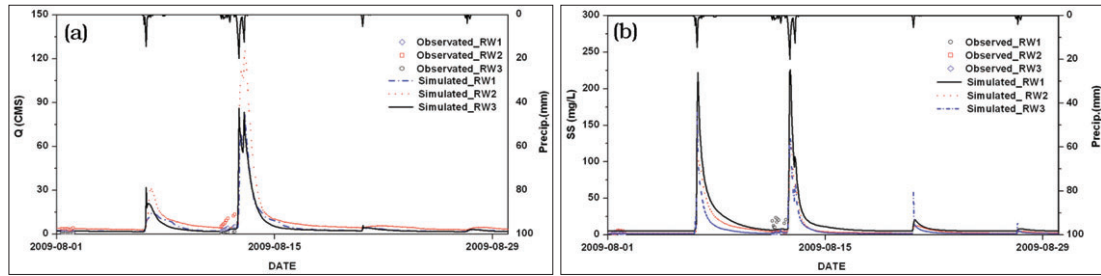 (a)
150
120
90
60
30
0
Q (CMS)
0
20
40
60
80
100
Precip.(mm)
Observated_RW1
Observated_RW2
Observated_RW3
Simulated_RW1
Simulated_RW2
Simulated_RW3
2009-08-01
2009-08-15
2009-08-29
DATE
(b)
300
250
200
150
100
50
0
SS (mg/L)
0
20
40
60
80
100
Precip.(mm)
Observed_RW1
Observed_RW2
Observed_RW3
Simulated_RW1
Simulated_ RW2
Simulated_RW3
2009-08-01
2009-08-15
2009-08-29
DATE